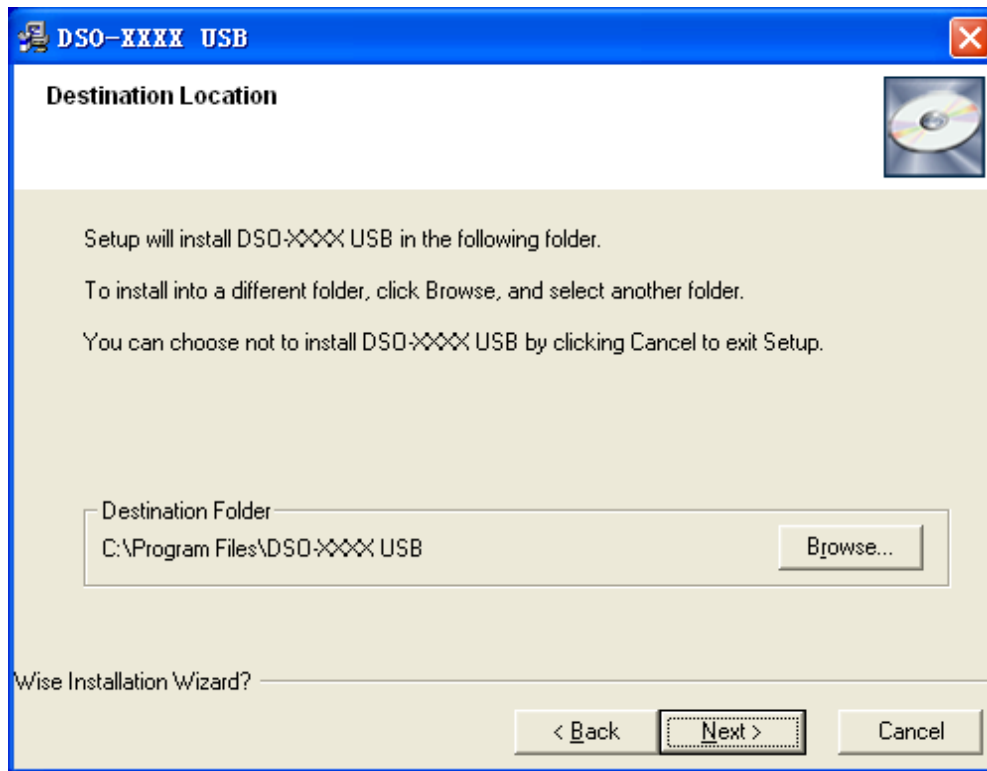 DSO-XXXX USB
Destination Location
Setup will install DSO-XXXX USB in the following folder.
To install into a different folder, click Browse, and select another folder.
You can choose not to install DSO-XXXX USB by clicking Cancel to exit Setup.
Destination Folder
C:\Program Files\DSO-XXXX USB
Browse...
Wise Installation Wizard?
< Back Next > Cancel